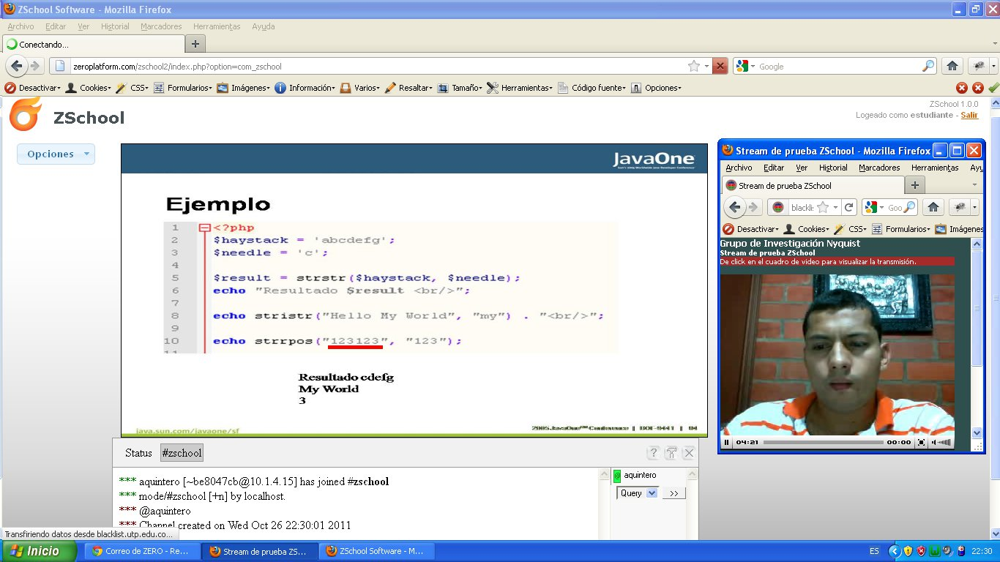 ZSchool Software - Mozilla Firefox
Archivo Editar Ver Historial Marcadores Herramientas Ayuda
Conectando...
zeroplatform.com/zschool2/index.php?option=com_zschool
Google
Desactivar Cookies CSS Formularios Imágenes Información Varios Resaltar Tamaño Herramientas Código fuente Opciones
ZSchool
ZSchool 1.0.0
Logeado como estudiante - Salir
Opciones
JavaOne
Ejemplo
1 <?php
2 $haystack = 'abcdefg';
3 $needle = 'c';
4
5 $result = strstr($haystack, $needle);
6 echo "Resultado $result <br/>";
7
8 echo stristr("Hello My World", "my") . "<br/>";
9
10 echo strrpos("123123", "123");
Resultado cdefg
My World
3
java.sun.com/javaone/sf
Stream de prueba ZSchool - Mozilla Firefox
Archivo Editar Ver Historial Marcadores Herramientas Ayu
Stream de prueba ZSchool
blackli
Goo
Desactivar Cookies CSS Formularios Imágenes
Grupo de Investigación Nyquist
Stream de prueba ZSchool
De click en el cuadro de video para visualizar la transmisión.
04:21 00:00
Status #zschool
*** aquintero [~be8047cb@10.1.4.15] has joined #zschool
*** mode/#zschool [+n] by localhost.
*** @aquintero
*** Channel created on Wed Oct 26 22:30:01 2011
@ aquintero
Query >>
Transfiriendo datos desde blacklist.utp.edu.co...
Inicio
Correo de ZERO - Re...
Stream de prueba ZS...
ZSchool Software - M...
ES
22:30